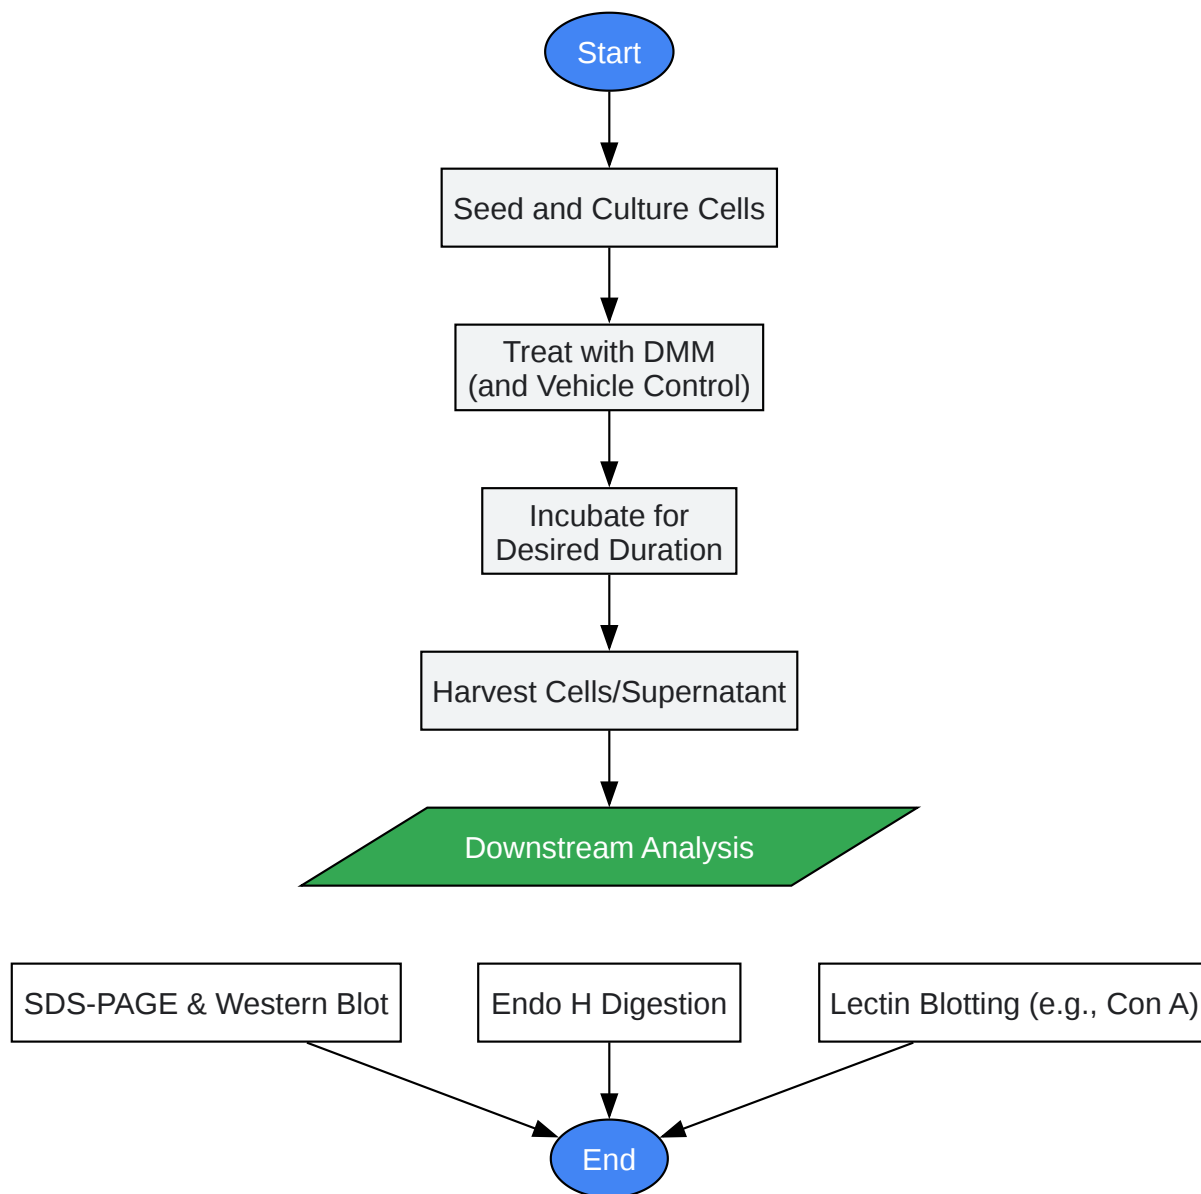 Start
Seed and Culture Cells
Treat with DMM
(and Vehicle Control)
Incubate for
Desired Duration
Harvest Cells/Supernatant
Downstream Analysis
SDS-PAGE & Western Blot
Endo H Digestion
Lectin Blotting (e.g., Con A)
End